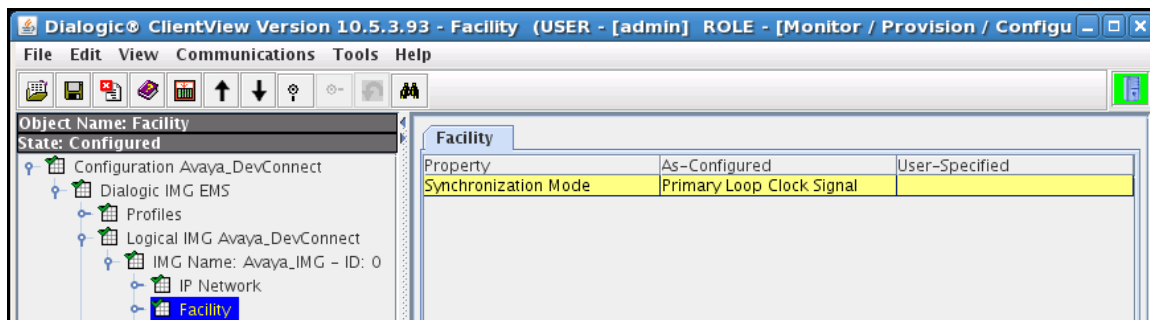 Dialogic® ClientView Version 10.5.3.93 - Facility (USER - [admin] ROLE - [Monitor / Provision / Configu
File Edit View Communications Tools Help
Object Name: Facility
State: Configured
Configuration Avaya_DevConnect
Dialogic IMG EMS
Profiles
Logical IMG Avaya_DevConnect
IMG Name: Avaya_IMG - ID: 0
IP Network
Facility
Facility
Property As-Configured User-Specified
Synchronization Mode Primary Loop Clock Signal